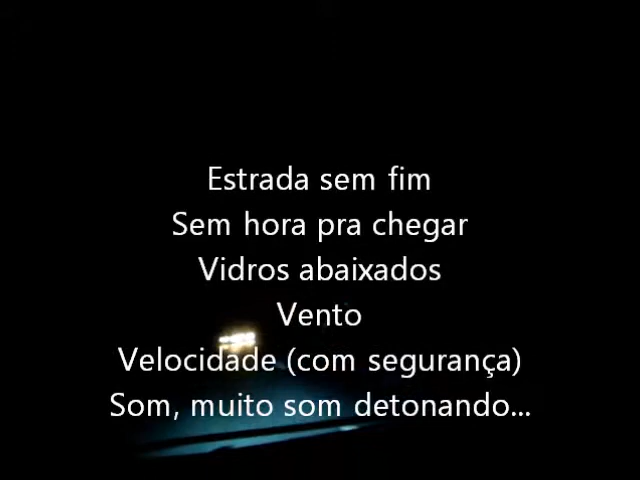 Estrada sem fim
Sem hora pra chegar
Vidros abaixados
Vento
Velocidade (com segurança)
Som, muito som detonando...